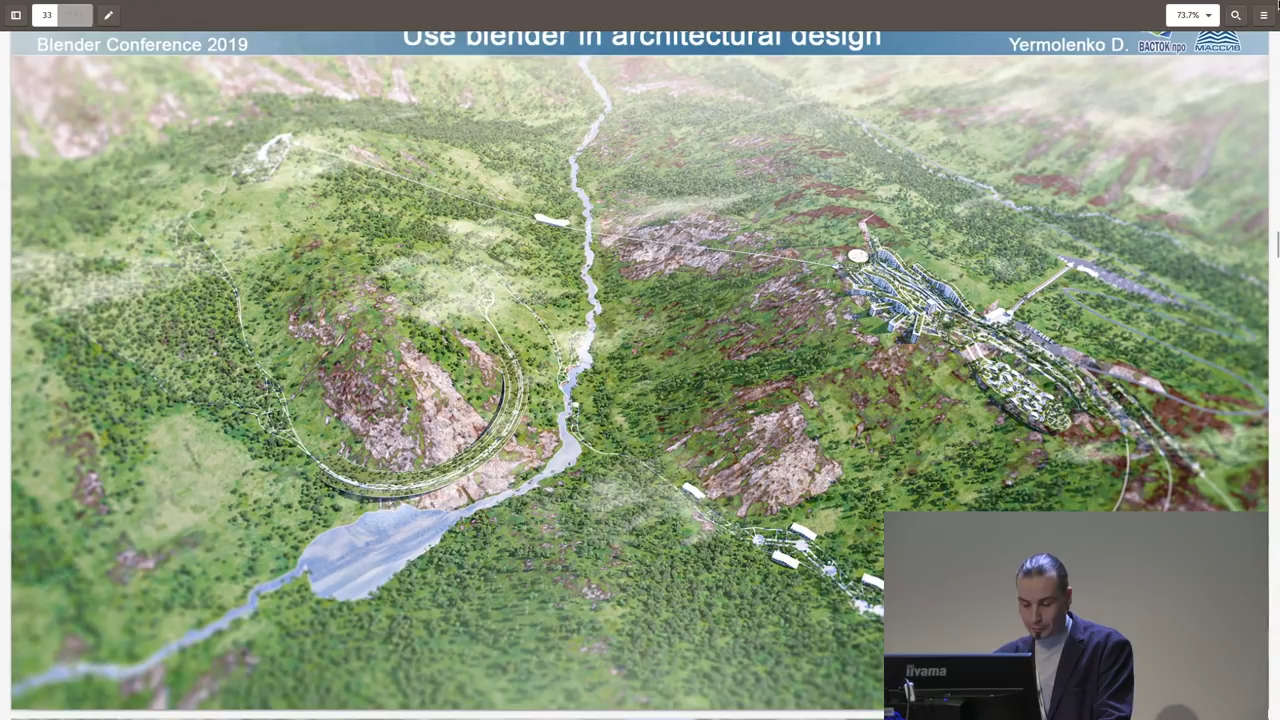 33
73.7%
Blender Conference 2019
Use blender in architectural design
Yermolenko D.
ВАСТОК про
МАССИВ
iiyama